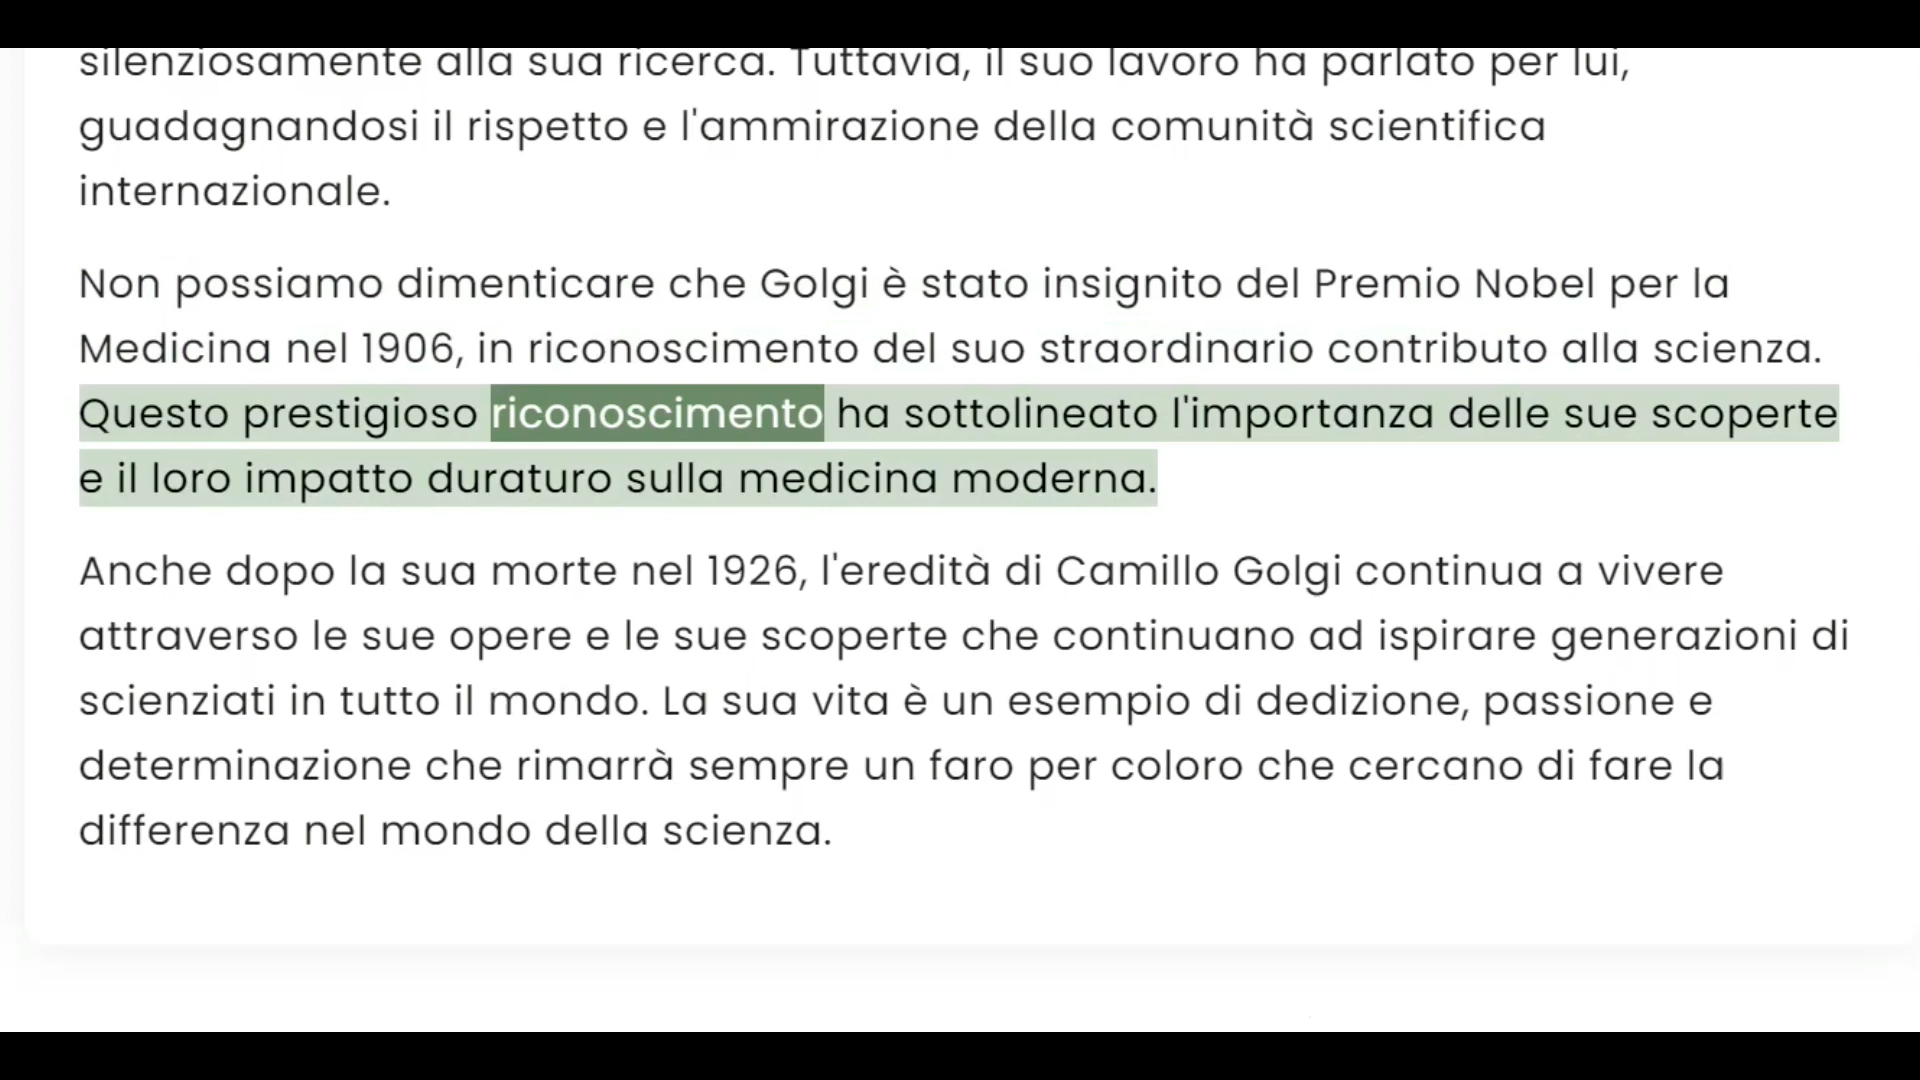 silenziosamente alla sua ricerca. Tuttavia, il suo lavoro ha parlato per lui,
guadagnandosi il rispetto e l'ammirazione della comunità scientifica
internazionale.
Non possiamo dimenticare che Golgi è stato insignito del Premio Nobel per la
Medicina nel 1906, in riconoscimento del suo straordinario contributo alla scienza.
Questo prestigioso riconoscimento ha sottolineato l'importanza delle sue scoperte
e il loro impatto duraturo sulla medicina moderna.
Anche dopo la sua morte nel 1926, l'eredità di Camillo Golgi continua a vivere
attraverso le sue opere e le sue scoperte che continuano ad ispirare generazioni di
scienziati in tutto il mondo. La sua vita è un esempio di dedizione, passione e
determinazione che rimarrà sempre un faro per coloro che cercano di fare la
differenza nel mondo della scienza.